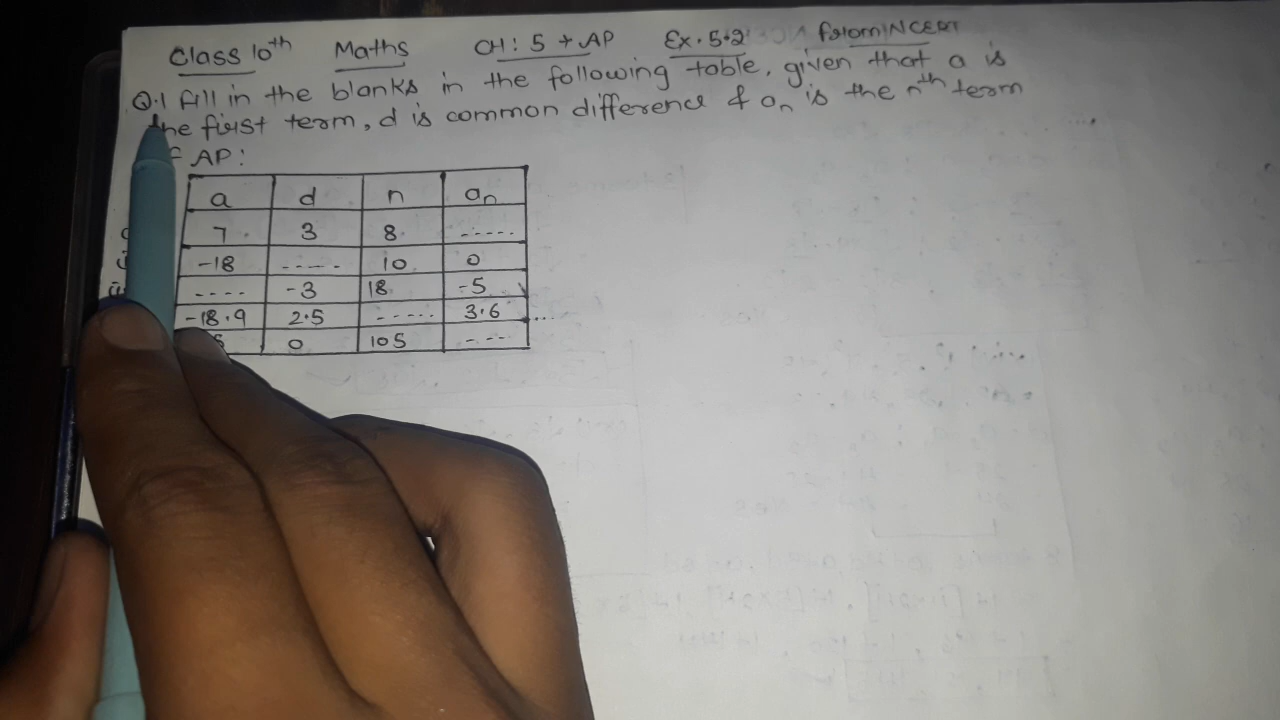 Class 10th Maths CH: 5 + AP Ex. 5.2 from NCERT
Q.1 Fill in the blanks in the following table, given that a is
the first term, d is common difference & an is the nth term
AP:
a d n an
7 3 8 .....
-18 ..... 10 0
.... -3 18 -5
-18.9 2.5 ..... 3.6
0 105 ....